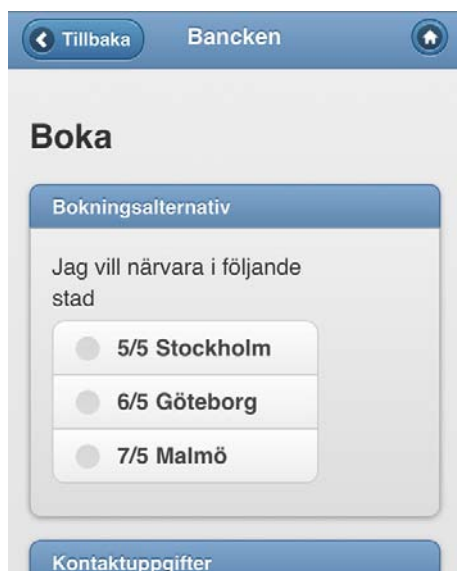 Tillbaka Bancken
Boka
Bokningsalternativ
Jag vill närvara i följande
stad
5/5 Stockholm
6/5 Göteborg
7/5 Malmö
Kontaktuppgifter